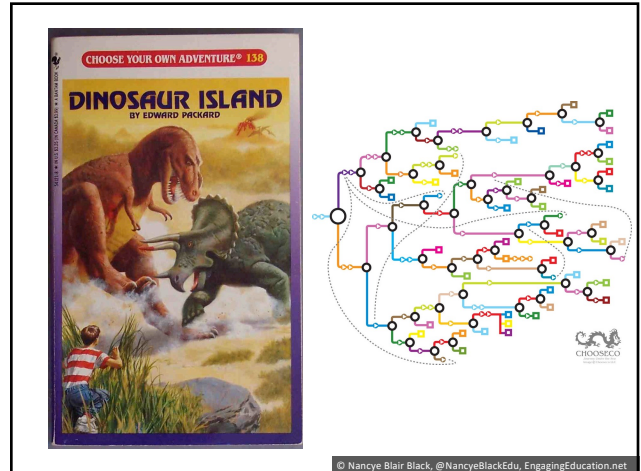 CHOOSE YOUR OWN ADVENTURE® 138
DINOSAUR ISLAND
BY EDWARD PACKARD
CHOOSECO
© Nancye Blair Black, @NancyeBlackEdu, EngagingEducation.net